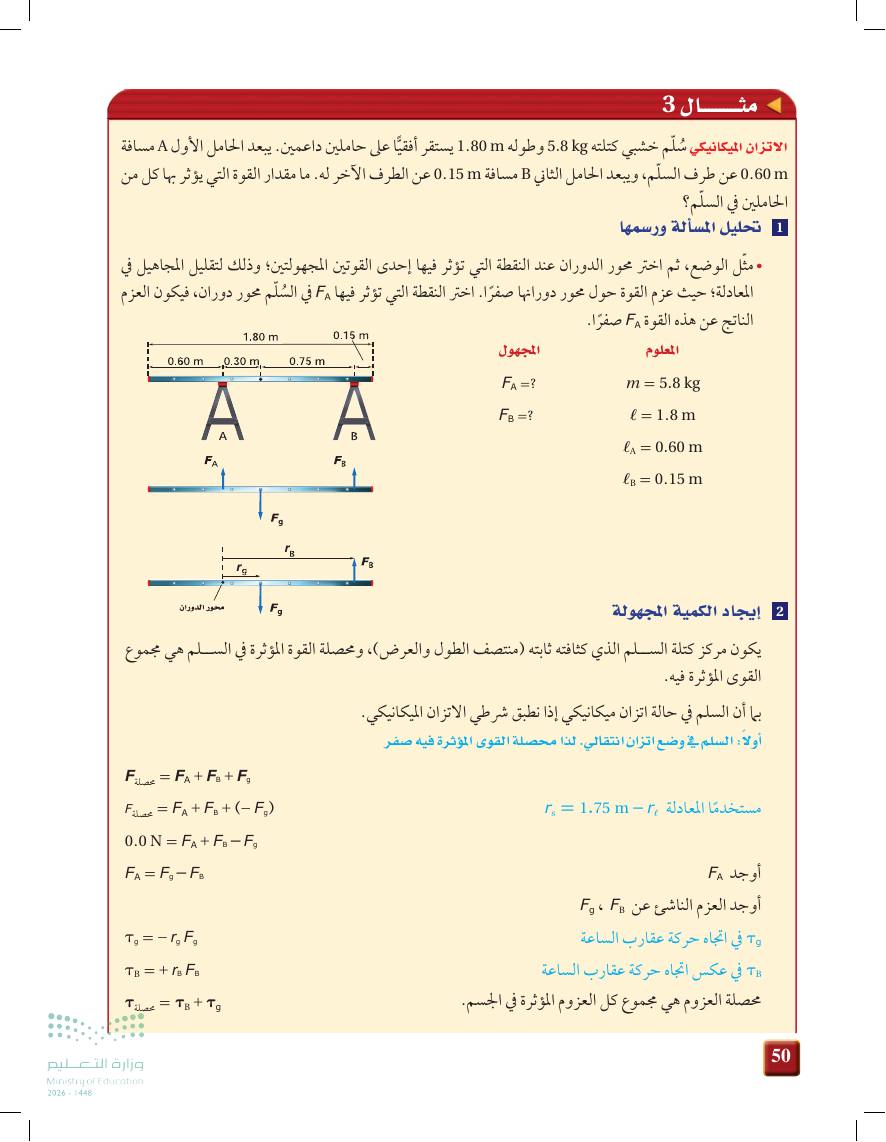 مثـــــــال 3
الاتزان الميكانيكي سُلّم خشبي كتلته 5.8 kg وطوله 1.80 m يستقر أفقيًّا على حاملين داعمين. يبعد الحامل الأول A مسافة
0.60 m عن طرف السلّم، ويبعد الحامل الثاني B مسافة 0.15 m عن الطرف الآخر له. ما مقدار القوة التي يؤثر بها كل من
الحاملين في السلّم؟
1 تحليل المسألة ورسمها
• مثّل الوضع، ثم اختر محور الدوران عند النقطة التي تؤثر فيها إحدى القوتين المجهولتين؛ وذلك لتقليل المجاهيل في
المعادلة؛ حيث عزم القوة حول محور دورانها صفرًا. اختر النقطة التي تؤثر فيها FA في السُلّم محور دوران، فيكون العزم
الناتج عن هذه القوة FA صفرًا.
المعلوم المجهول
m = 5.8 kg FA =?
ℓ = 1.8 m FB =?
ℓA = 0.60 m
ℓB = 0.15 m
1.80 m 0.15 m
0.60 m 0.30 m 0.75 m
A B
FA FB
Fg
rB
rg FB
محور الدوران Fg
2 إيجاد الكمية المجهولة
يكون مركز كتلة الســـلم الذي كثافته ثابته (منتصف الطول والعرض)، ومحصلة القوة المؤثرة في الســـلم هي مجموع
القوى المؤثرة فيه.
بما أن السلم في حالة اتزان ميكانيكي إذا نطبق شرطي الاتزان الميكانيكي.
أولاً: السلم في وضع اتزان انتقالي. لذا محصلة القوى المؤثرة فيه صفر
Fمحصلة = FA + FB + Fg
مستخدمًا المعادلة rs = 1.75 m − rℓ Fمحصلة = FA + FB + (− Fg)
0.0 N = FA + FB − Fg
أوجد FA FA = Fg − FB
أوجد العزم الناشئ عن FB ، Fg
τg في اتجاه حركة عقارب الساعة τg = − rg Fg
τB في عكس اتجاه حركة عقارب الساعة τB = + rB FB
محصلة العزوم هي مجموع كل العزوم المؤثرة في الجسم. τمحصلة = τB + τg
وزارة التعـــليم
Ministry of Education
2026 - 1448
50